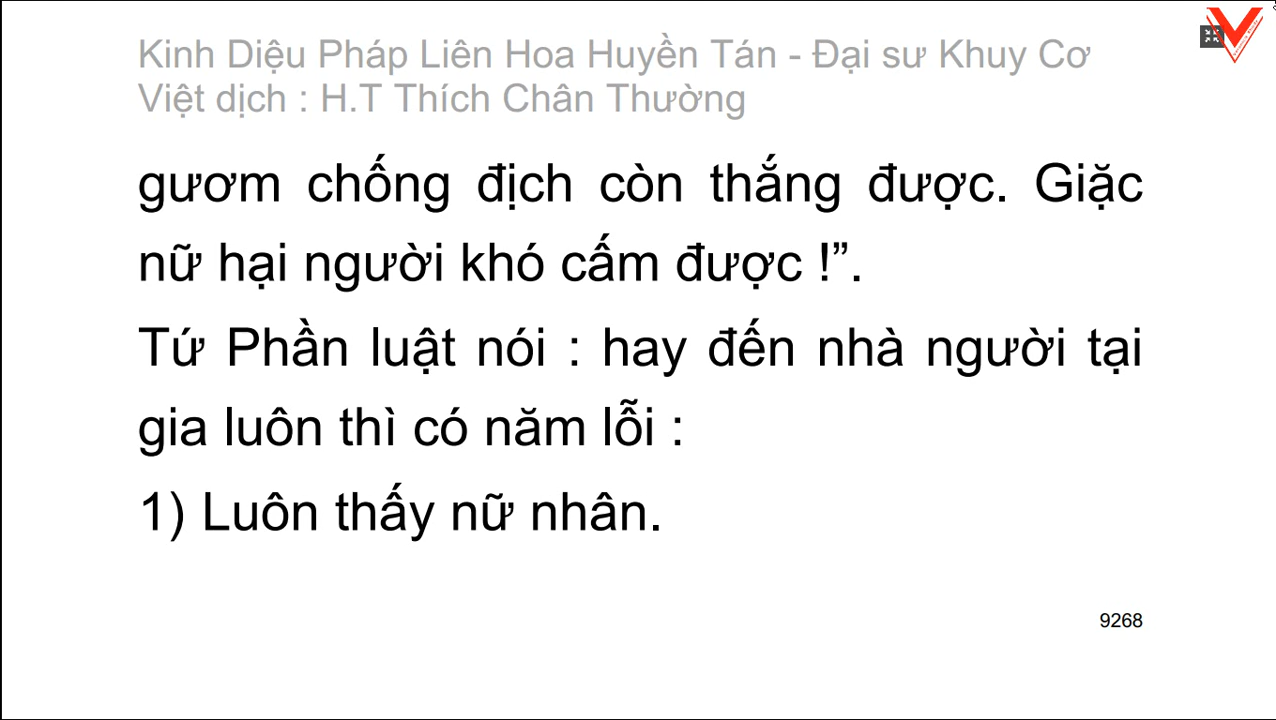 Kinh Diệu Pháp Liên Hoa Huyền Tán - Đại sư Khuy Cơ
Việt dịch : H.T Thích Chân Thường
gươm chống địch còn thắng được. Giặc
nữ hại người khó cấm được !”.
Tứ Phần luật nói : hay đến nhà người tại
gia luôn thì có năm lỗi :
1) Luôn thấy nữ nhân.
9268